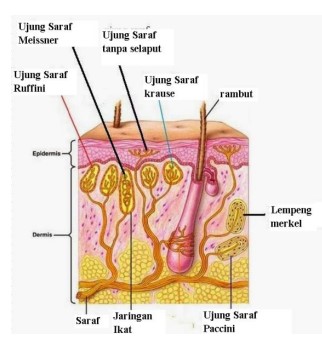 Ujung Saraf
Meissner
Ujung Saraf
tanpa selaput
Ujung Saraf
Ruffini
Ujung Saraf
krause
rambut
Epidermis
Lempeng
merkel
Dermis
Saraf
Jaringan
Ikat
Ujung Saraf
Paccini